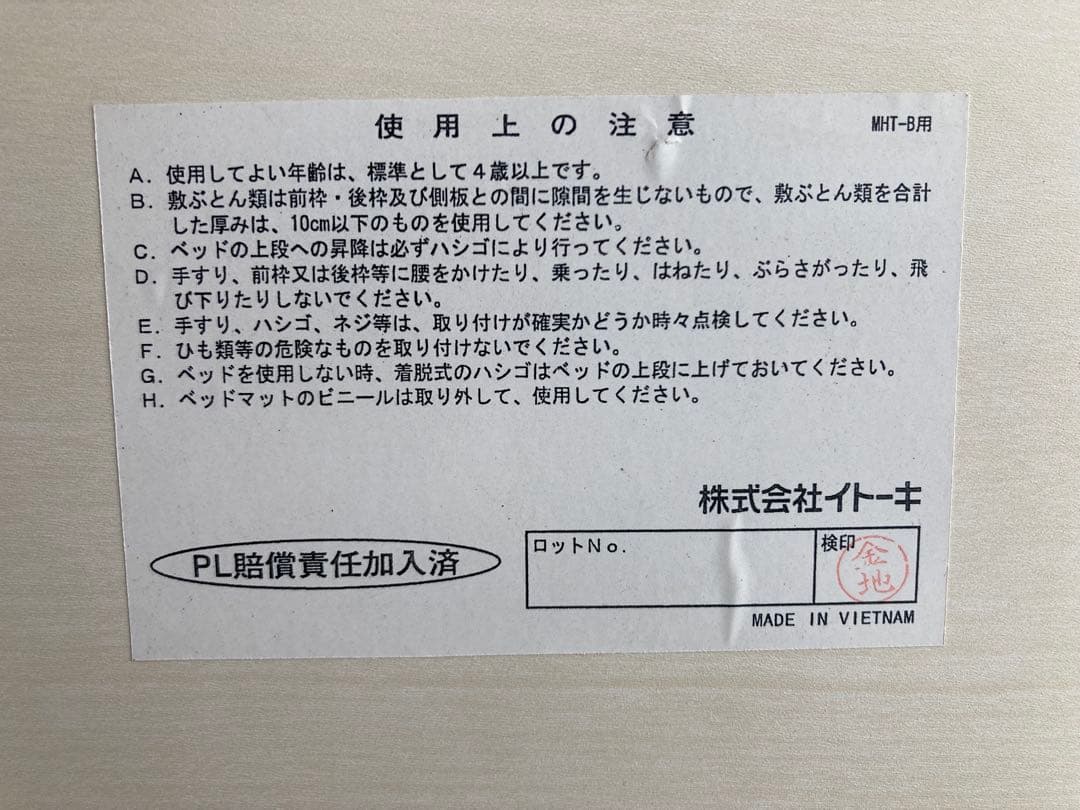 使用上の注意
MHT-B用
A．使用してよい年齢は、標準として４歳以上です。
B．敷ぶとん類は前枠・後枠及び側板との間に隙間を生じないもので、敷ぶとん類を合計
した厚みは、10cm以下のものを使用してください。
C．ベッドの上段への昇降は必ずハシゴにより行ってください。
D．手すり、前枠又は後枠等に腰をかけたり、乗ったり、はねたり、ぶらさがったり、飛
び下りたりしないでください。
E．手すり、ハシゴ、ネジ等は、取り付けが確実かどうか時々点検してください。
F．ひも類等の危険なものを取り付けないでください。
G．ベッドを使用しない時、着脱式のハシゴはベッドの上段に上げておいてください。
H．ベッドマットのビニールは取り外して、使用してください。
株式会社イトーキ
PL賠償責任加入済
ロットNo.
検印
金地
MADE IN VIETNAM